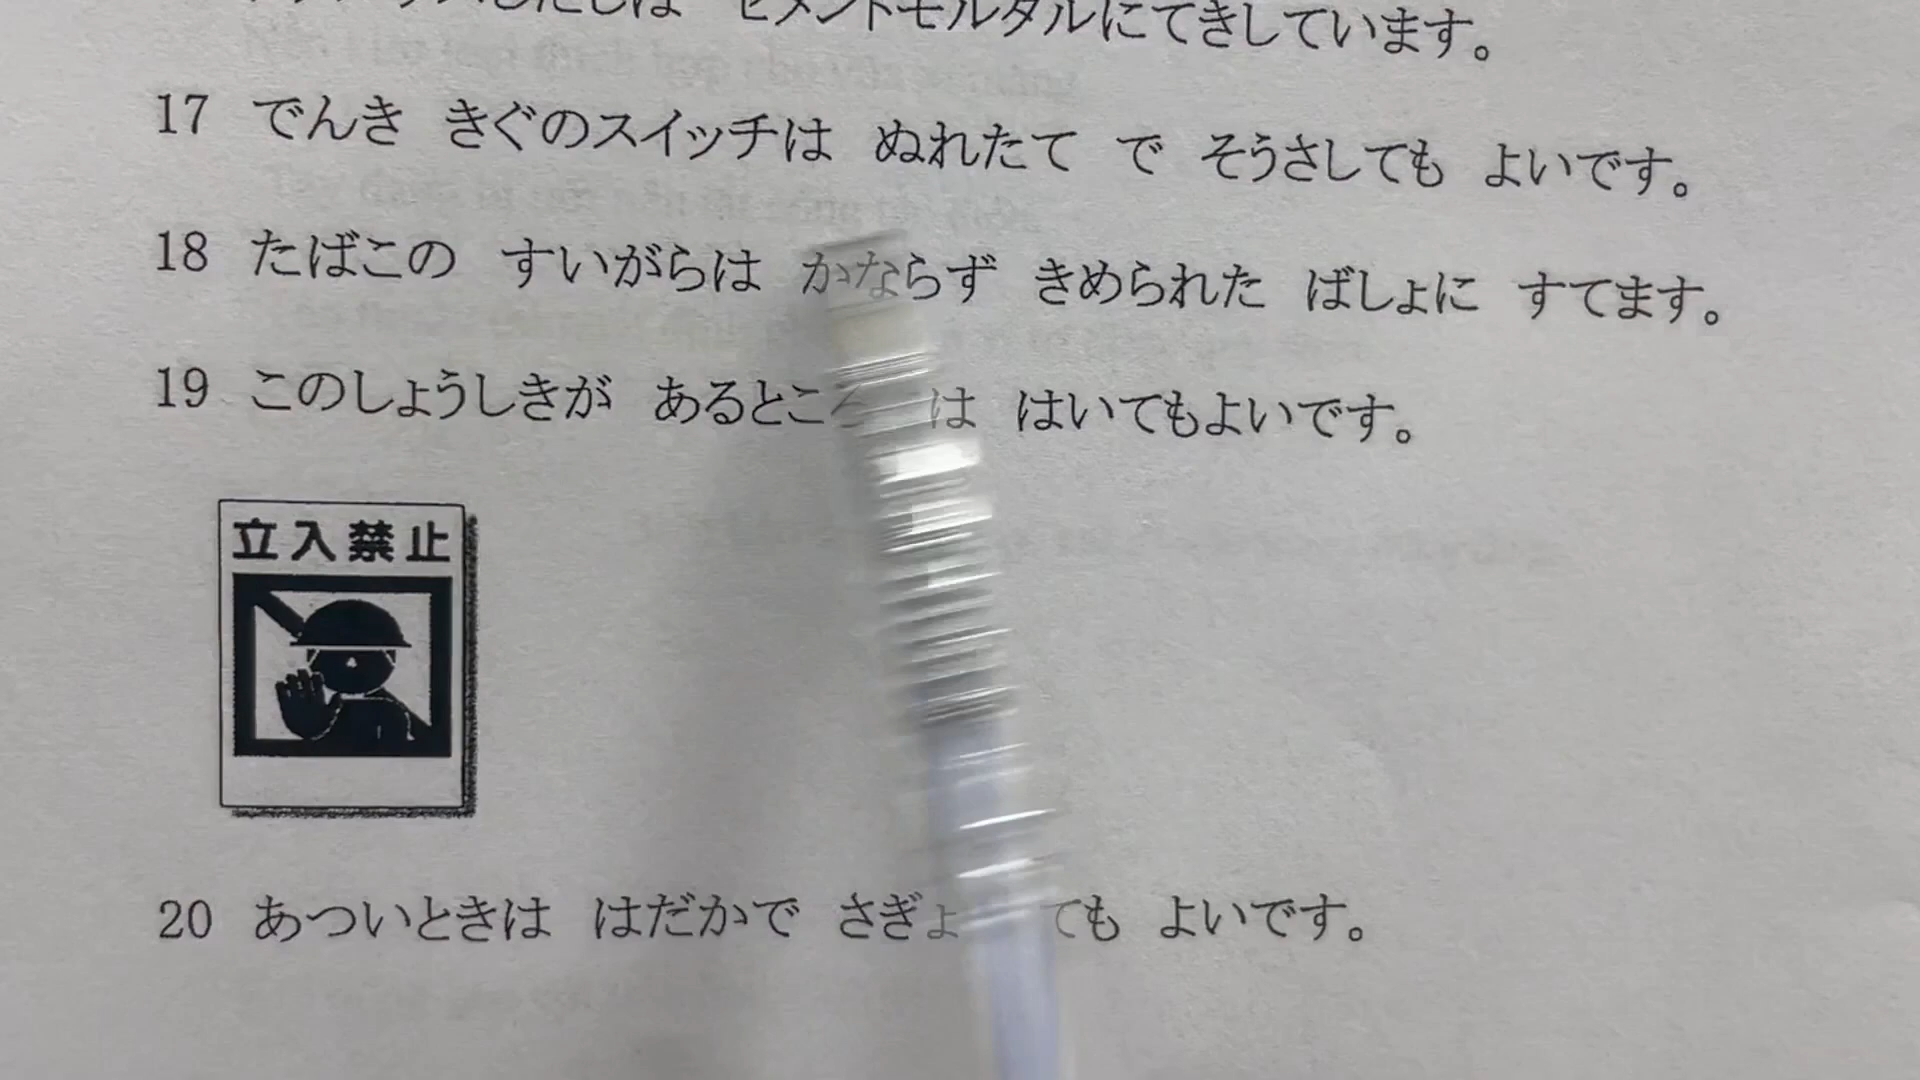 セメントモルタルにてきしています。
17 でんき きぐのスイッチは ぬれたて で そうさしても よいです。
18 たばこの すいがらは かならず きめられた ばしょに すてます。
19 このしょうしきが あるところ は はいてもよいです。
立入禁止
20 あついときは はだかで さぎょ ても よいです。